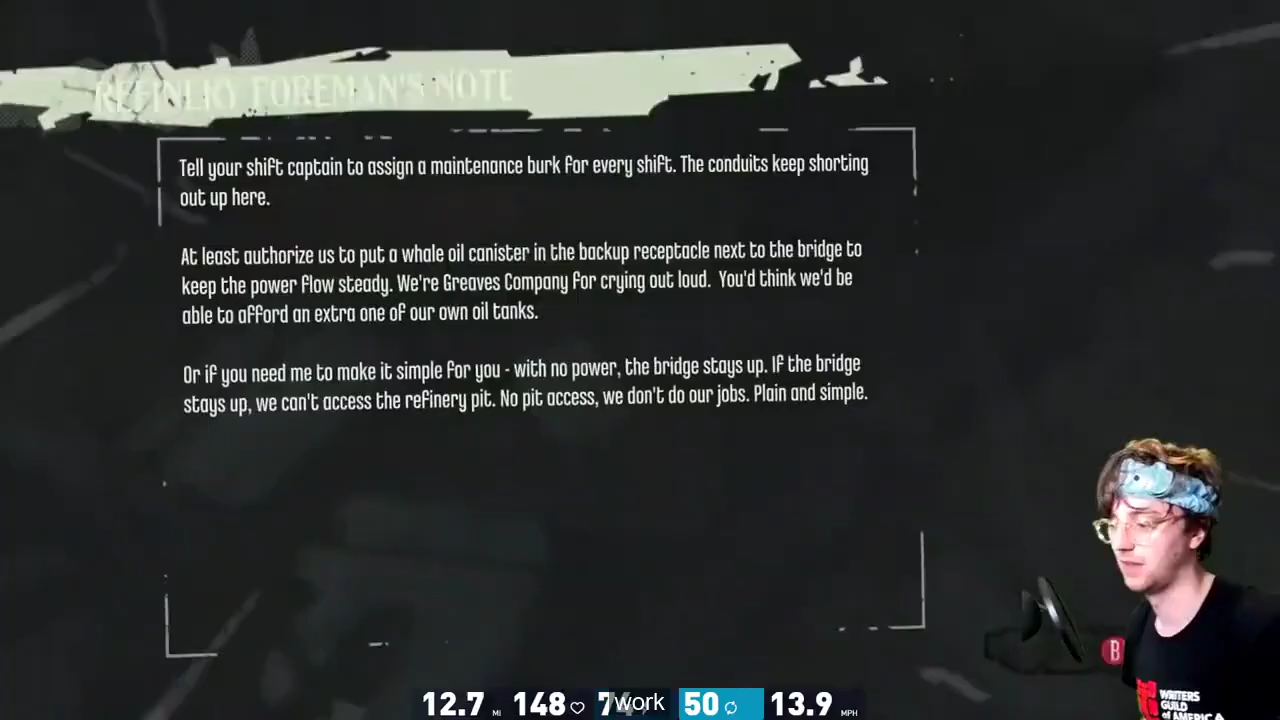 REFINERY FOREMAN'S NOTE
Tell your shift captain to assign a maintenance burk for every shift. The conduits keep shorting
out up here.
At least authorize us to put a whale oil canister in the backup receptacle next to the bridge to
keep the power flow steady. We're Greaves Company for crying out loud. You'd think we'd be
able to afford an extra one of our own oil tanks.
Or if you need me to make it simple for you - with no power, the bridge stays up. If the bridge
stays up, we can't access the refinery pit. No pit access, we don't do our jobs. Plain and simple.
B
WRITERS
GUILD
of AMERICA
12.7 MI 148 work 50 13.9 MPH